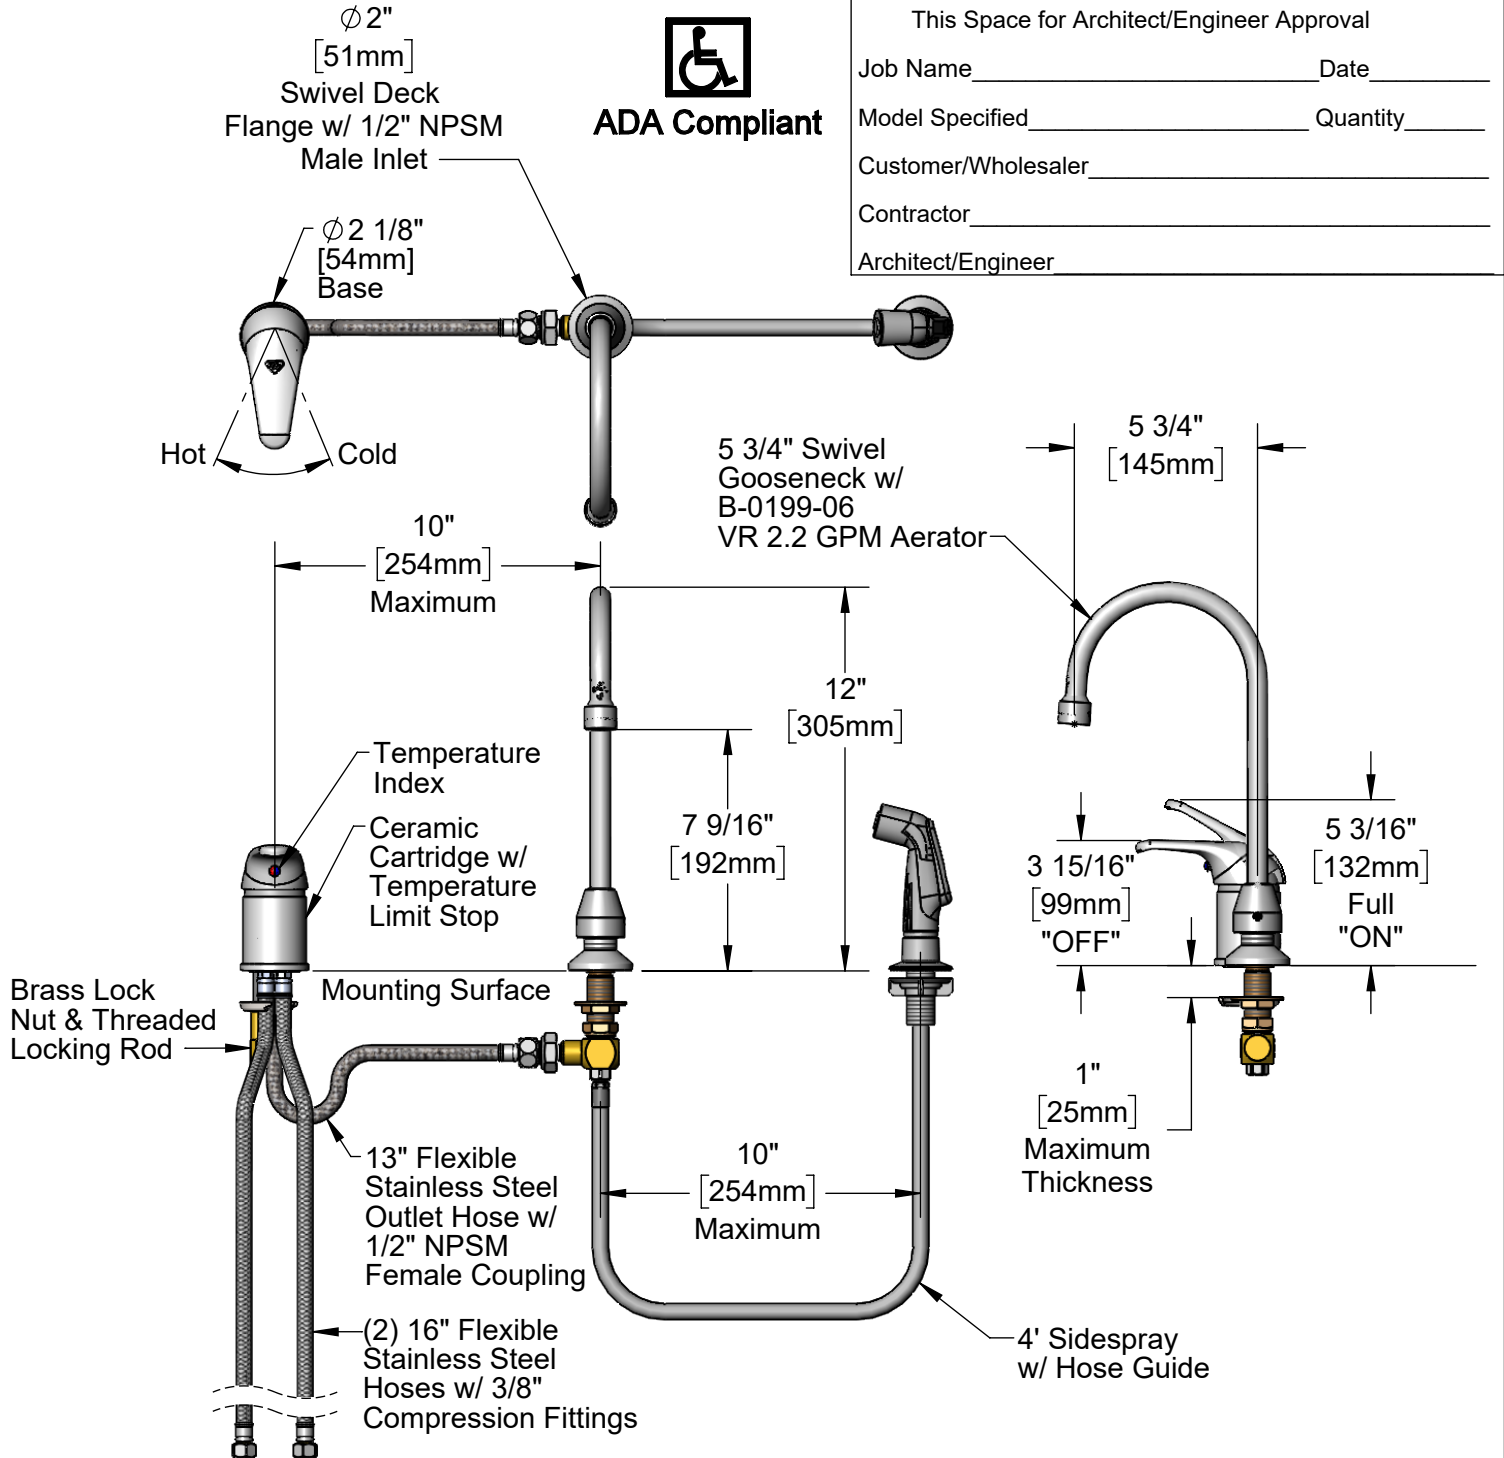 ∅2"
[51mm]
Swivel Deck
Flange w/ 1/2" NPSM
Male Inlet
ADA Compliant
This Space for Architect/Engineer Approval
Job Name Date
Model Specified Quantity
Customer/Wholesaler
Contractor
Architect/Engineer
∅2 1/8"
[54mm]
Base
Hot
Cold
10"
[254mm]
Maximum
5 3/4" Swivel
Gooseneck w/
B-0199-06
VR 2.2 GPM Aerator
5 3/4"
[145mm]
12"
[305mm]
7 9/16"
[192mm]
Temperature
Index
Ceramic
Cartridge w/
Temperature
Limit Stop
3 15/16"
[99mm]
"OFF"
5 3/16"
[132mm]
Full
"ON"
Brass Lock
Nut & Threaded
Locking Rod
Mounting Surface
1"
[25mm]
Maximum
Thickness
13" Flexible
Stainless Steel
Outlet Hose w/
1/2" NPSM
Female Coupling
10"
[254mm]
Maximum
(2) 16" Flexible
Stainless Steel
Hoses w/ 3/8"
Compression Fittings
4' Sidespray
w/ Hose Guide